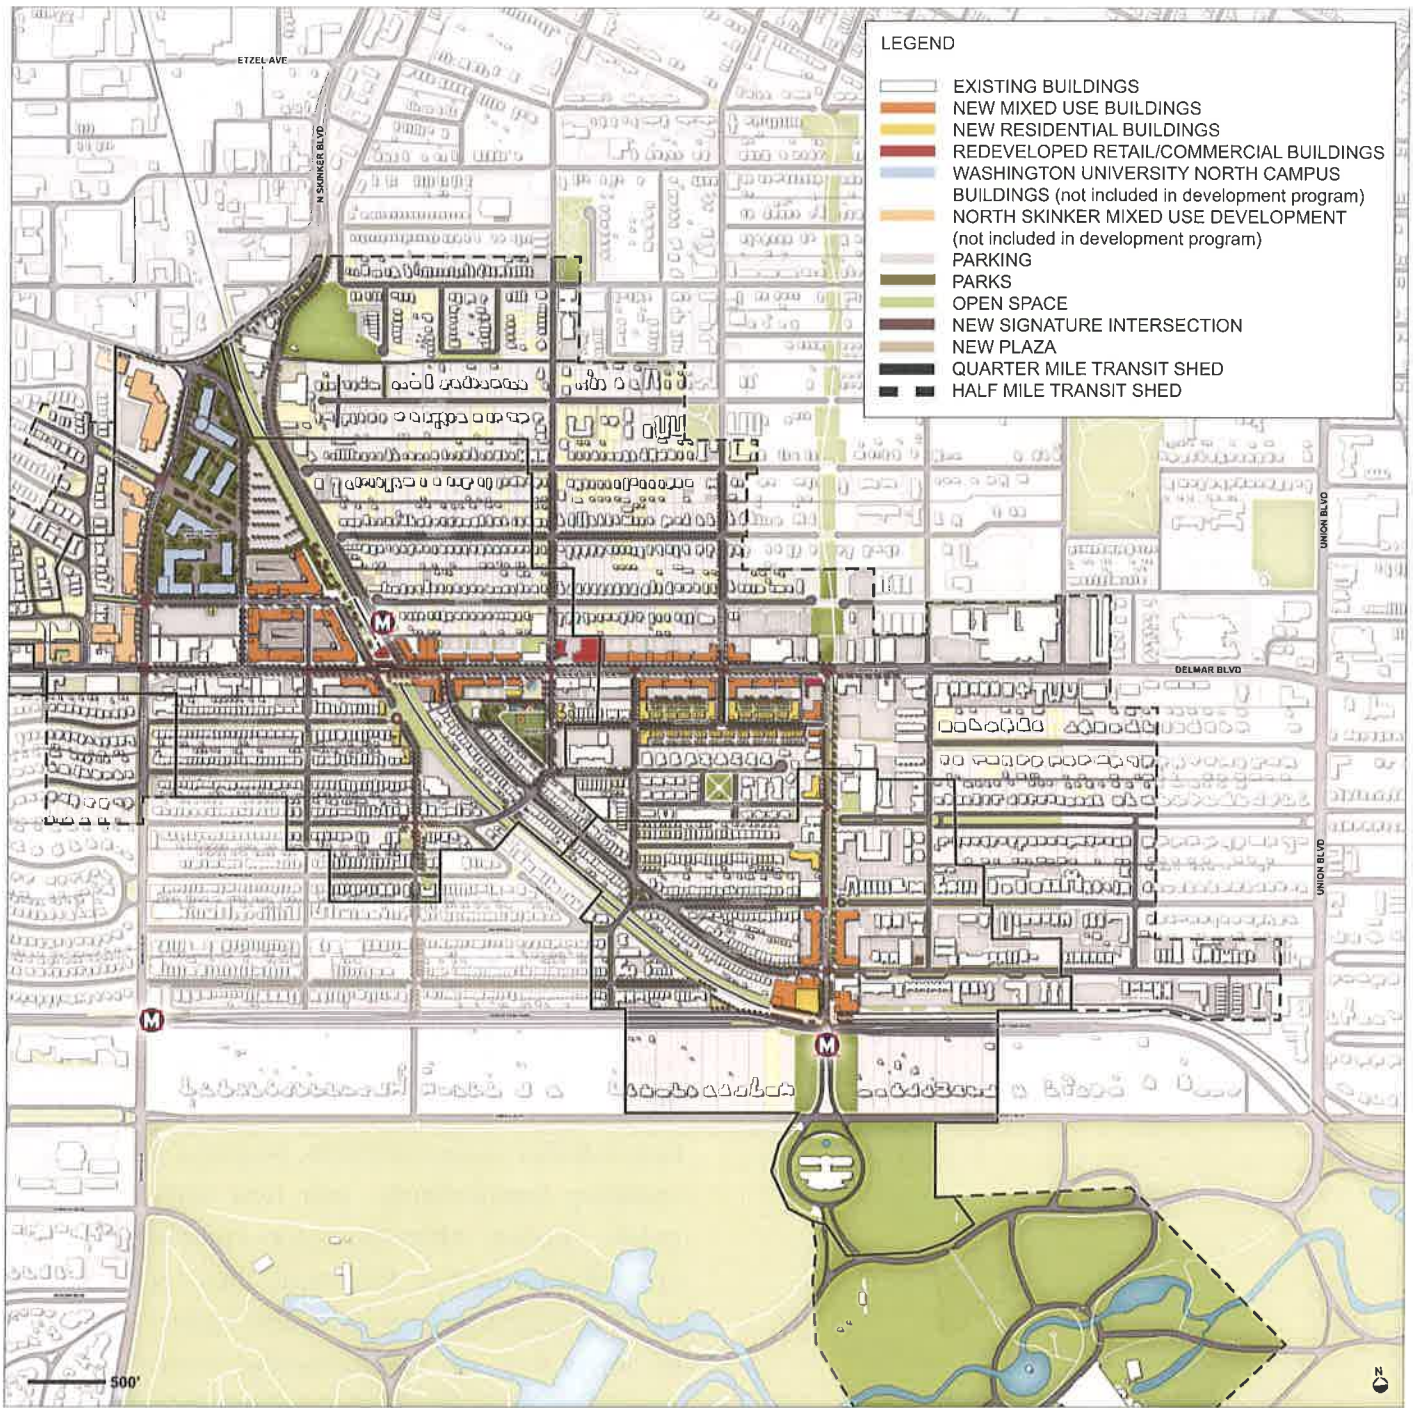 LEGEND
EXISTING BUILDINGS
NEW MIXED USE BUILDINGS
NEW RESIDENTIAL BUILDINGS
REDEVELOPED RETAIL/COMMERCIAL BUILDINGS
WASHINGTON UNIVERSITY NORTH CAMPUS
BUILDINGS (not included in development program)
NORTH SKINKER MIXED USE DEVELOPMENT
(not included in development program)
PARKING
PARKS
OPEN SPACE
NEW SIGNATURE INTERSECTION
NEW PLAZA
QUARTER MILE TRANSIT SHED
HALF MILE TRANSIT SHED
ETZEL AVE
N SKINKER BLVD
UNION BLVD
M
DELMAR BLVD
UNION BLVD
M
M
500'
N